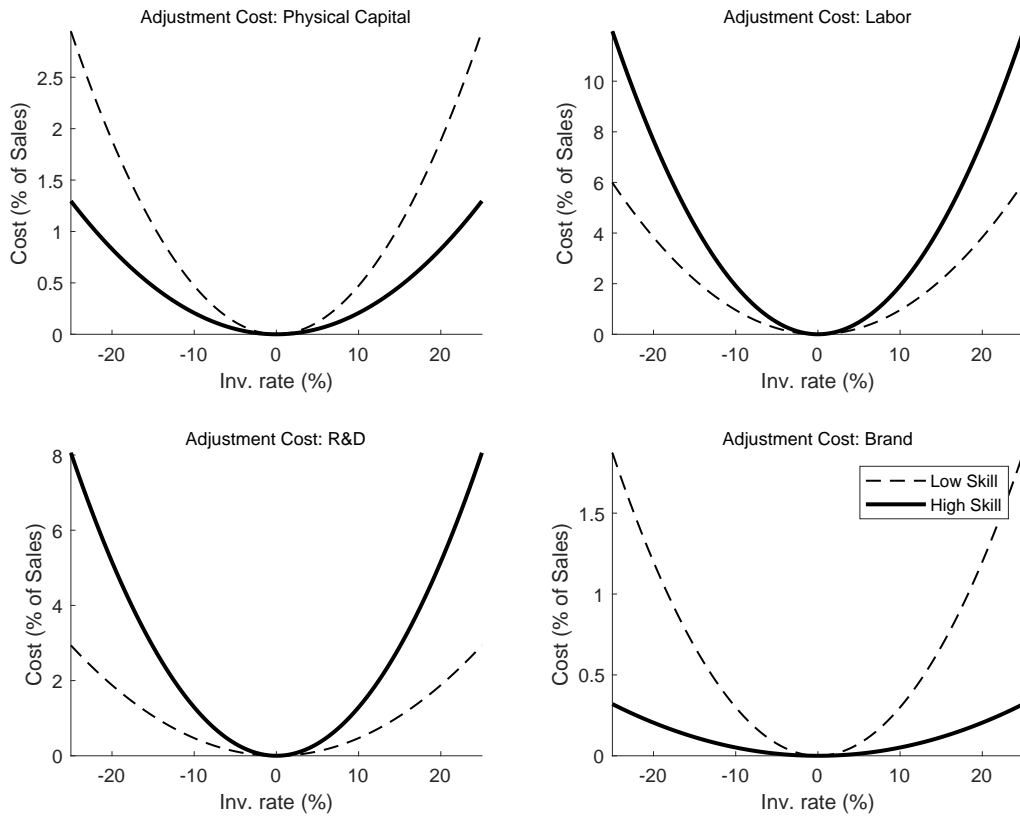 Adjustment Cost: Physical Capital
Cost (% of Sales)
2.5
2
1.5
1
0.5
0
-20 -10 0 10 20
Inv. rate (%)
Adjustment Cost: Labor
Cost (% of Sales)
10
8
6
4
2
0
-20 -10 0 10 20
Inv. rate (%)
Adjustment Cost: R&D
Cost (% of Sales)
8
6
4
2
0
-20 -10 0 10 20
Inv. rate (%)
Adjustment Cost: Brand
Cost (% of Sales)
1.5
1
0.5
0
-20 -10 0 10 20
Inv. rate (%)
Low Skill
High Skill